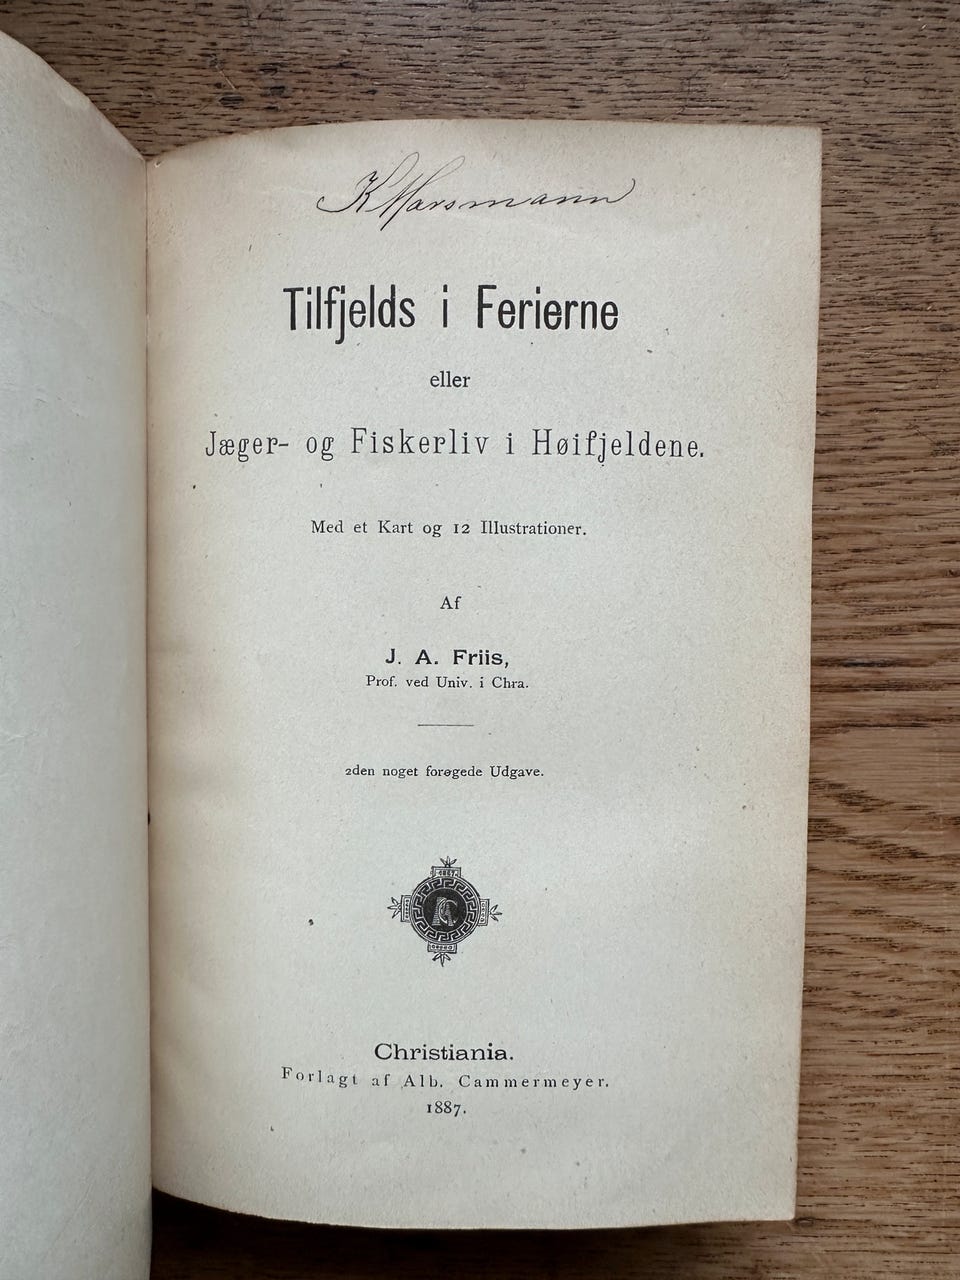 Tilfjelds i Ferierne
eller
Jæger- og Fiskerliv i Høifjeldene.
Med et Kart og 12 Illustrationer.
Af
J. A. Friis,
Prof. ved Univ. i Chra.
2den noget forøgede Udgave.
1867.
Christiania.
Forlagt af Alb. Cammermeyer.
1887.